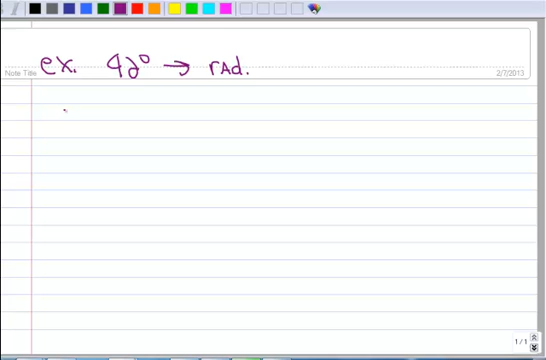 ex. 42° → rad.
Note Title
2/7/2013
1/1